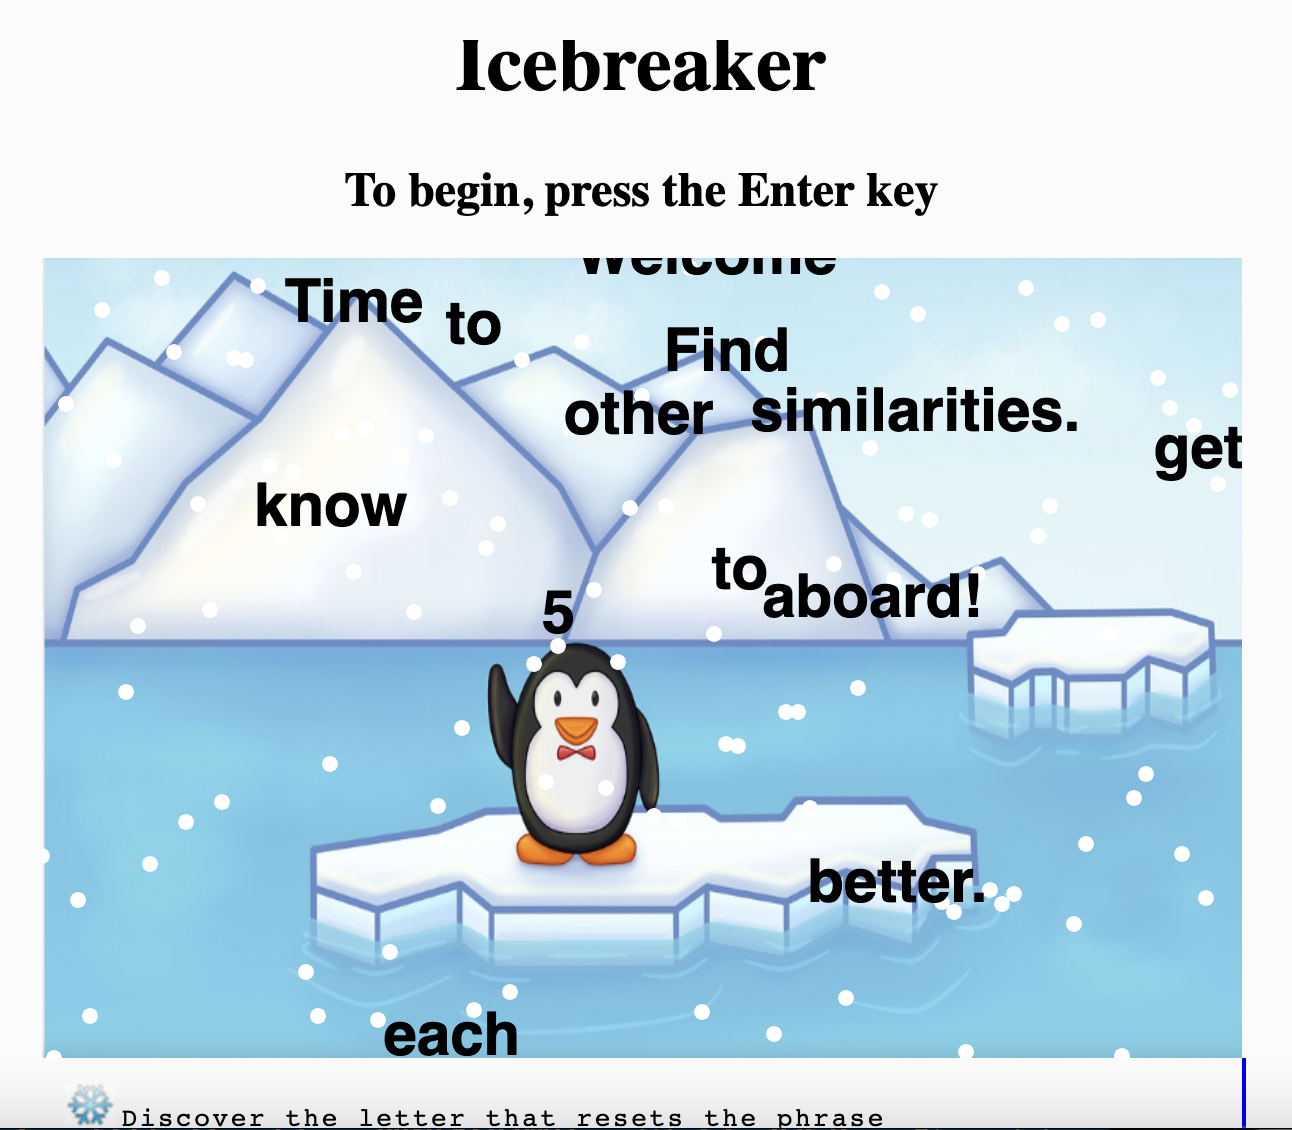 Icebreaker
To begin, press the Enter key
Welcome
Time to
Find
other similarities.
get
know
to
aboard!
5
better.
each
Discover the letter that resets the phrase